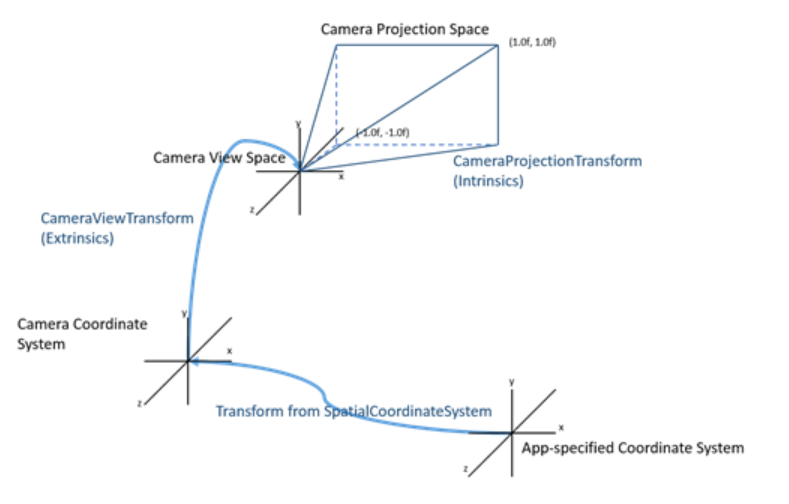 Camera Projection Space
(1.0f, 1.0f)
y
(-1.0f, -1.0f)
Camera View Space
x
CameraProjectionTransform
(Intrinsics)
z
CameraViewTransform
(Extrinsics)
y
Camera Coordinate
System
x
z
y
Transform from SpatialCoordinateSystem
x
App-specified Coordinate System
z